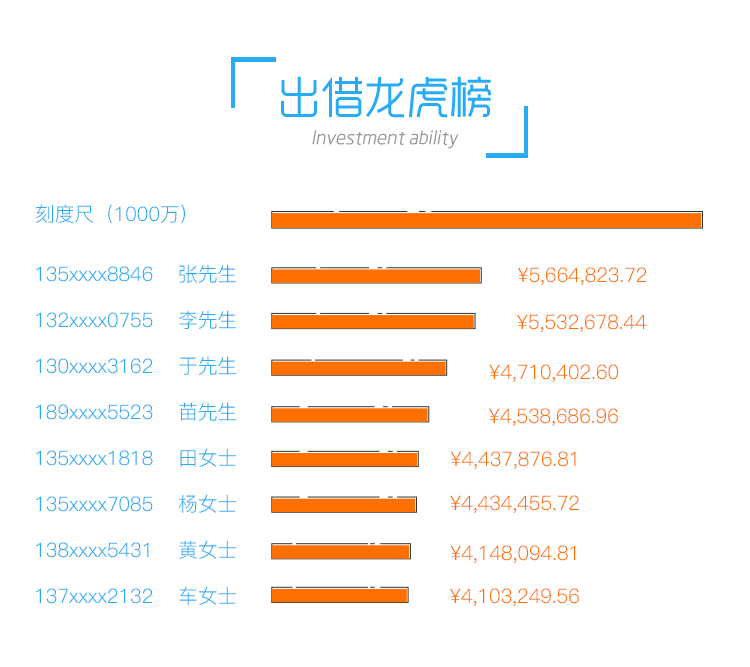 出借龙虎榜
Investment ability
刻度尺（1000万）
135xxxx8846 张先生 ¥5,664,823.72
132xxxx0755 李先生 ¥5,532,678.44
130xxxx3162 于先生 ¥4,710,402.60
189xxxx5523 苗先生 ¥4,538,686.96
135xxxx1818 田女士 ¥4,437,876.81
135xxxx7085 杨女士 ¥4,434,455.72
138xxxx5431 黄女士 ¥4,148,094.81
137xxxx2132 车女士 ¥4,103,249.56